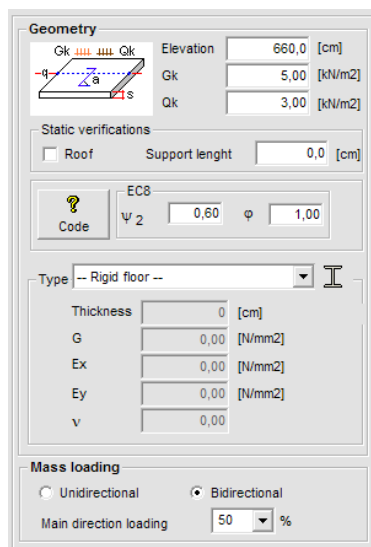 Geometry
Gk Qk Elevation 660,0 [cm]
q a s Gk 5,00 [kN/m2]
Qk 3,00 [kN/m2]
Static verifications
Roof Support lenght 0,0 [cm]
EC8
? Code Ψ 2 0,60 φ 1,00
Type -- Rigid floor --
Thickness 0 [cm]
G 0,00 [N/mm2]
Ex 0,00 [N/mm2]
Ey 0,00 [N/mm2]
ν 0,00
Mass loading
Unidirectional Bidirectional
Main direction loading 50 %